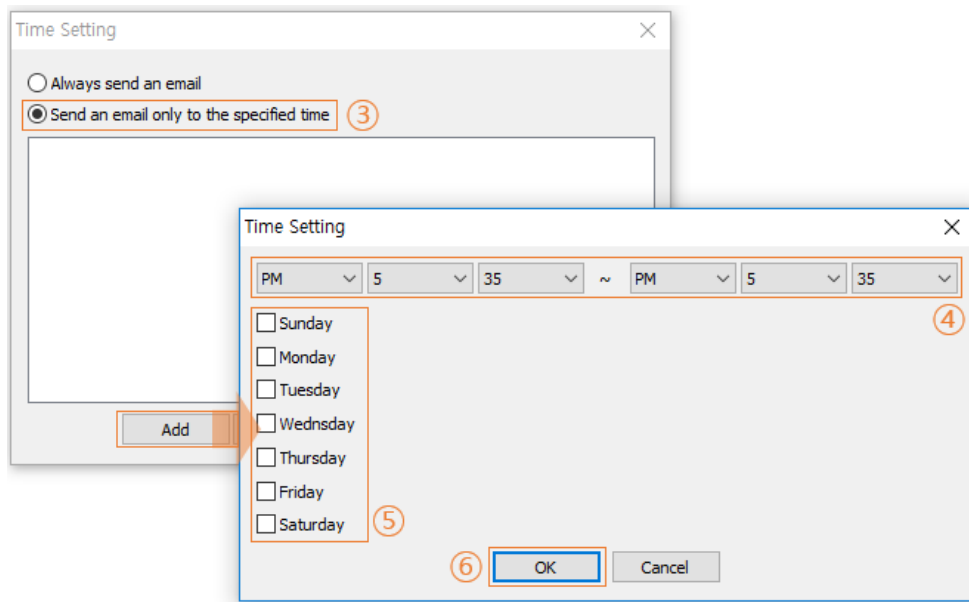 Time Setting
Always send an email
Send an email only to the specified time ③
Time Setting
PM 5 35 ~ PM 5 35
④
Sunday
Monday
Tuesday
Wednsday
Thursday
Friday
Saturday ⑤
Add
⑥ OK Cancel